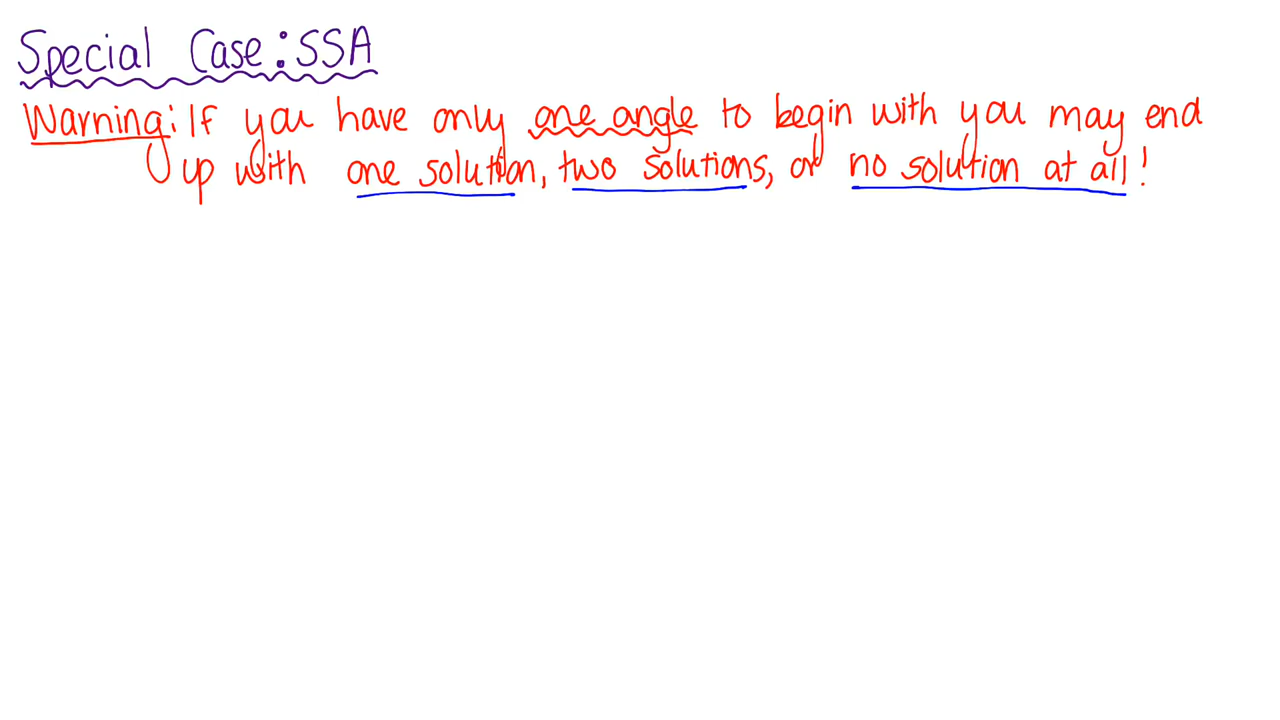 Special Case: SSA
Warning: If you have only one angle to begin with you may end
up with one solution, two solutions, or no solution at all!